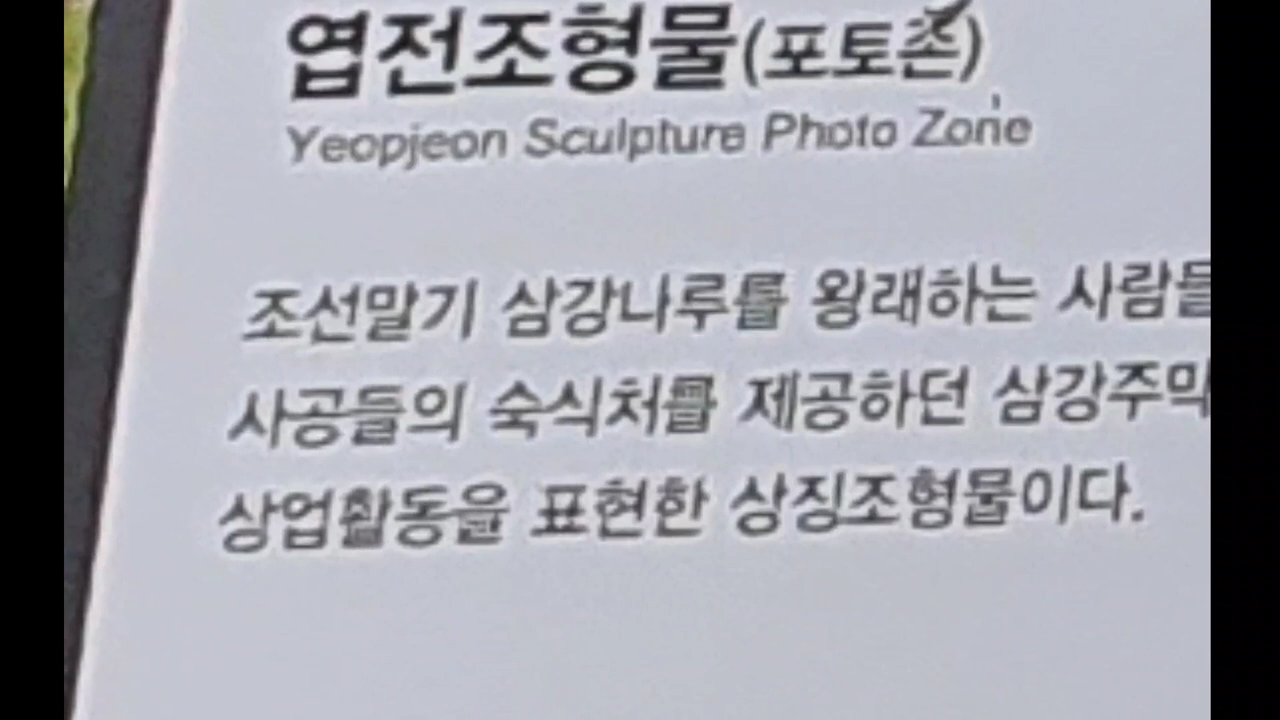 엽전조형물(포토존)
Yeopjeon Sculpture Photo Zone
조선말기 삼강나루를 왕래하는 사람들
사공들의 숙식처를 제공하던 삼강주막
상업활동을 표현한 상징조형물이다.